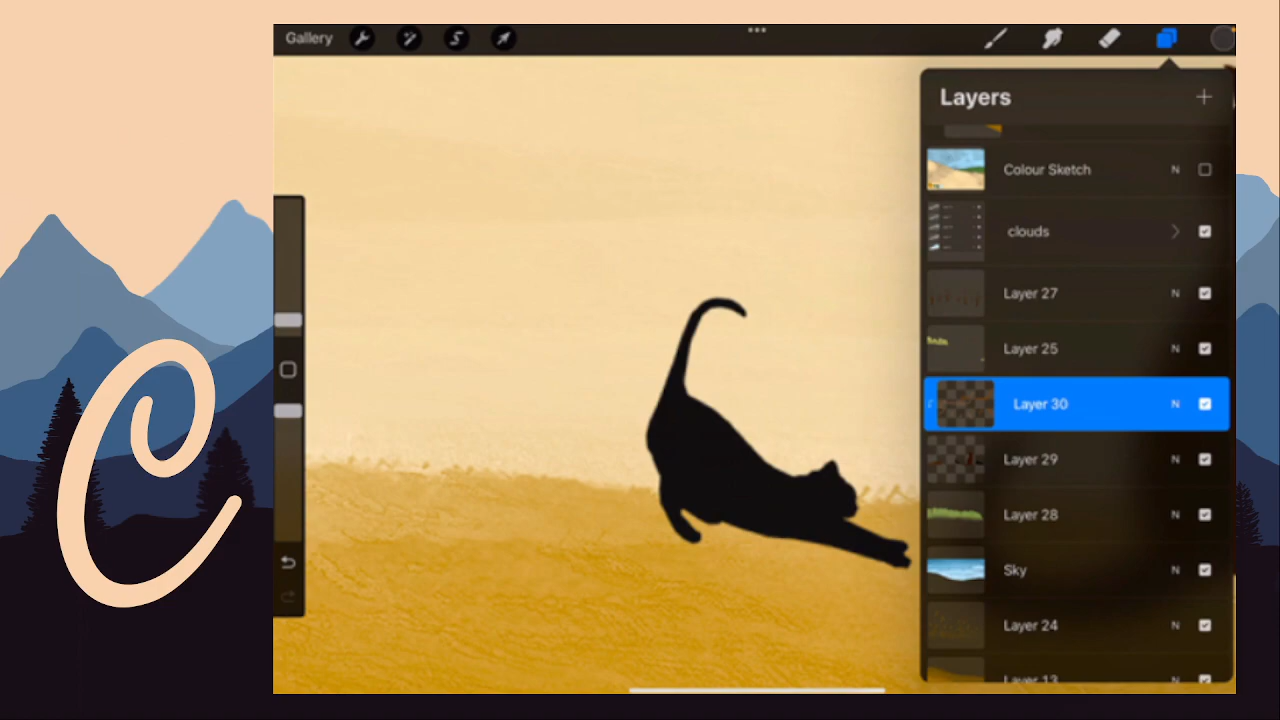 Gallery
Layers
Colour Sketch N
clouds
Layer 27 N
Layer 25 N
Layer 30 N
Layer 29 N
Layer 28 N
Sky N
Layer 24 N
Layer 13 N
C